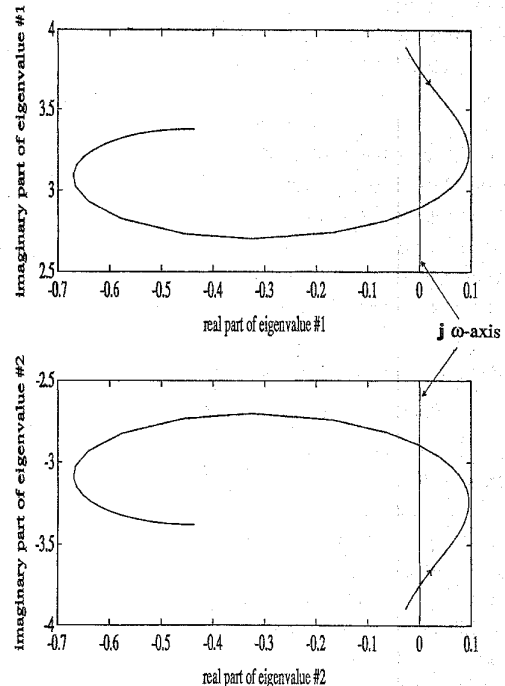 imaginary part of eigenvalue #1
4
3.5
3
2.5
-0.7 -0.6 -0.5 -0.4 -0.3 -0.2 -0.1 0 0.1
real part of eigenvalue #1
j ω-axis
imaginary part of eigenvalue #2
-2.5
-3
-3.5
-4
-0.7 -0.6 -0.5 -0.4 -0.3 -0.2 -0.1 0 0.1
real part of eigenvalue #2